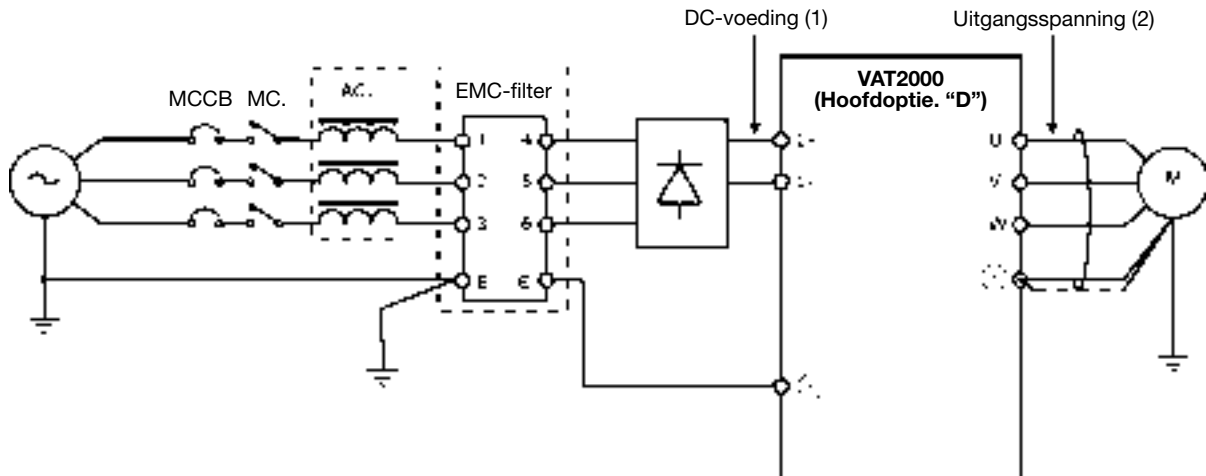 DC-voeding (1)
Uitgangsspanning (2)
MCCB
MC.
AC.
EMC-filter
VAT2000
(Hoofdoptie. “D”)
1
4
2
5
3
6
E
E
U
V
W
M